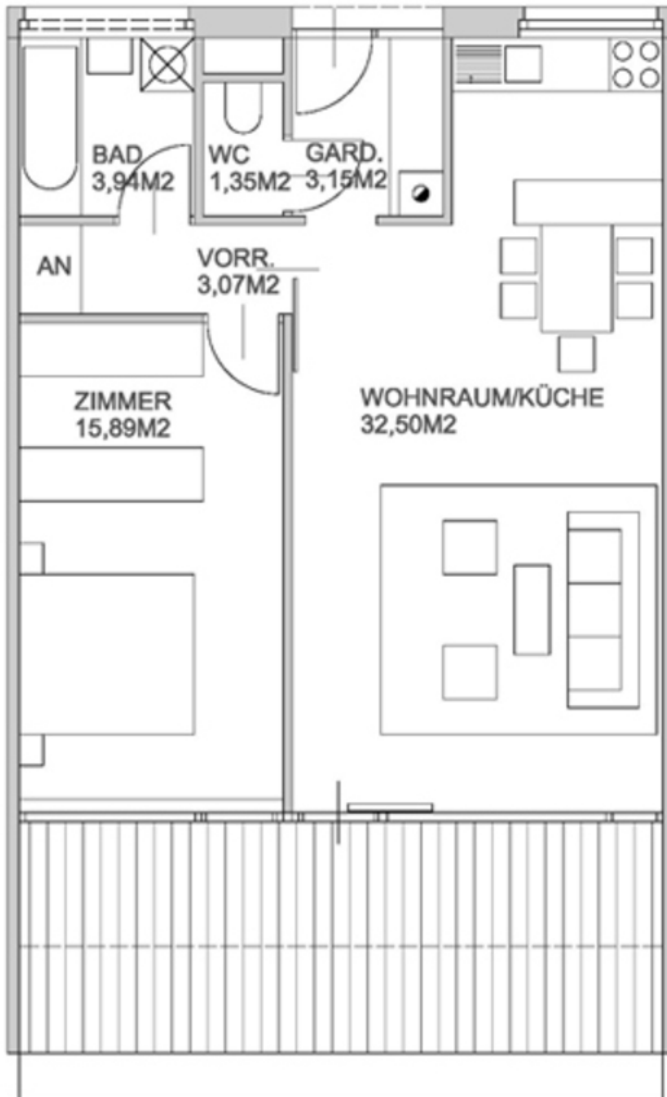 BAD
3,94M2
WC
1,35M2
GARD.
3,15M2
AN
VORR.
3,07M2
ZIMMER
15,89M2
WOHNRAUM/KÜCHE
32,50M2